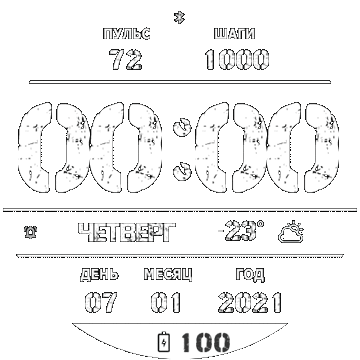 ПУЛЬС ШАГИ
72 1000
00:00
ЧЕТВЕРГ -23°
ДЕНЬ МЕСЯЦ ГОД
07 01 2021
100